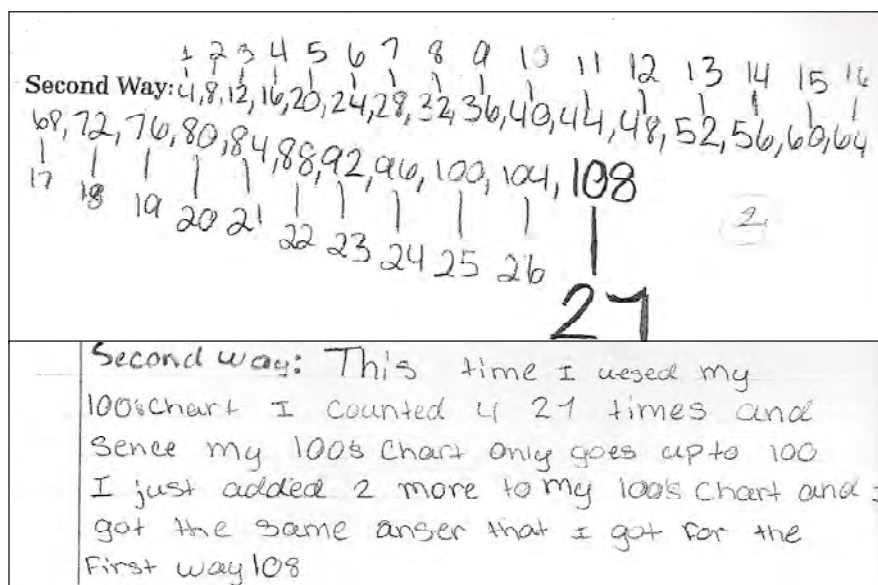 1 2 3 4 5 6 7 8 9 10 11 12 13 14 15 16
Second Way: 4, 8, 12, 16, 20, 24, 28, 32, 36, 40, 44, 48, 52, 56, 60, 64
68, 72, 76, 80, 84, 88, 92, 96, 100, 104, 108
17 18 19 20 21 22 23 24 25 26 27
2
Second way: This time I uesed my
100's chart I counted 4 27 times and
sence my 100s chart only goes up to 100
I just added 2 more to my 100's chart and I
got the same anser that I got for the
First way 108